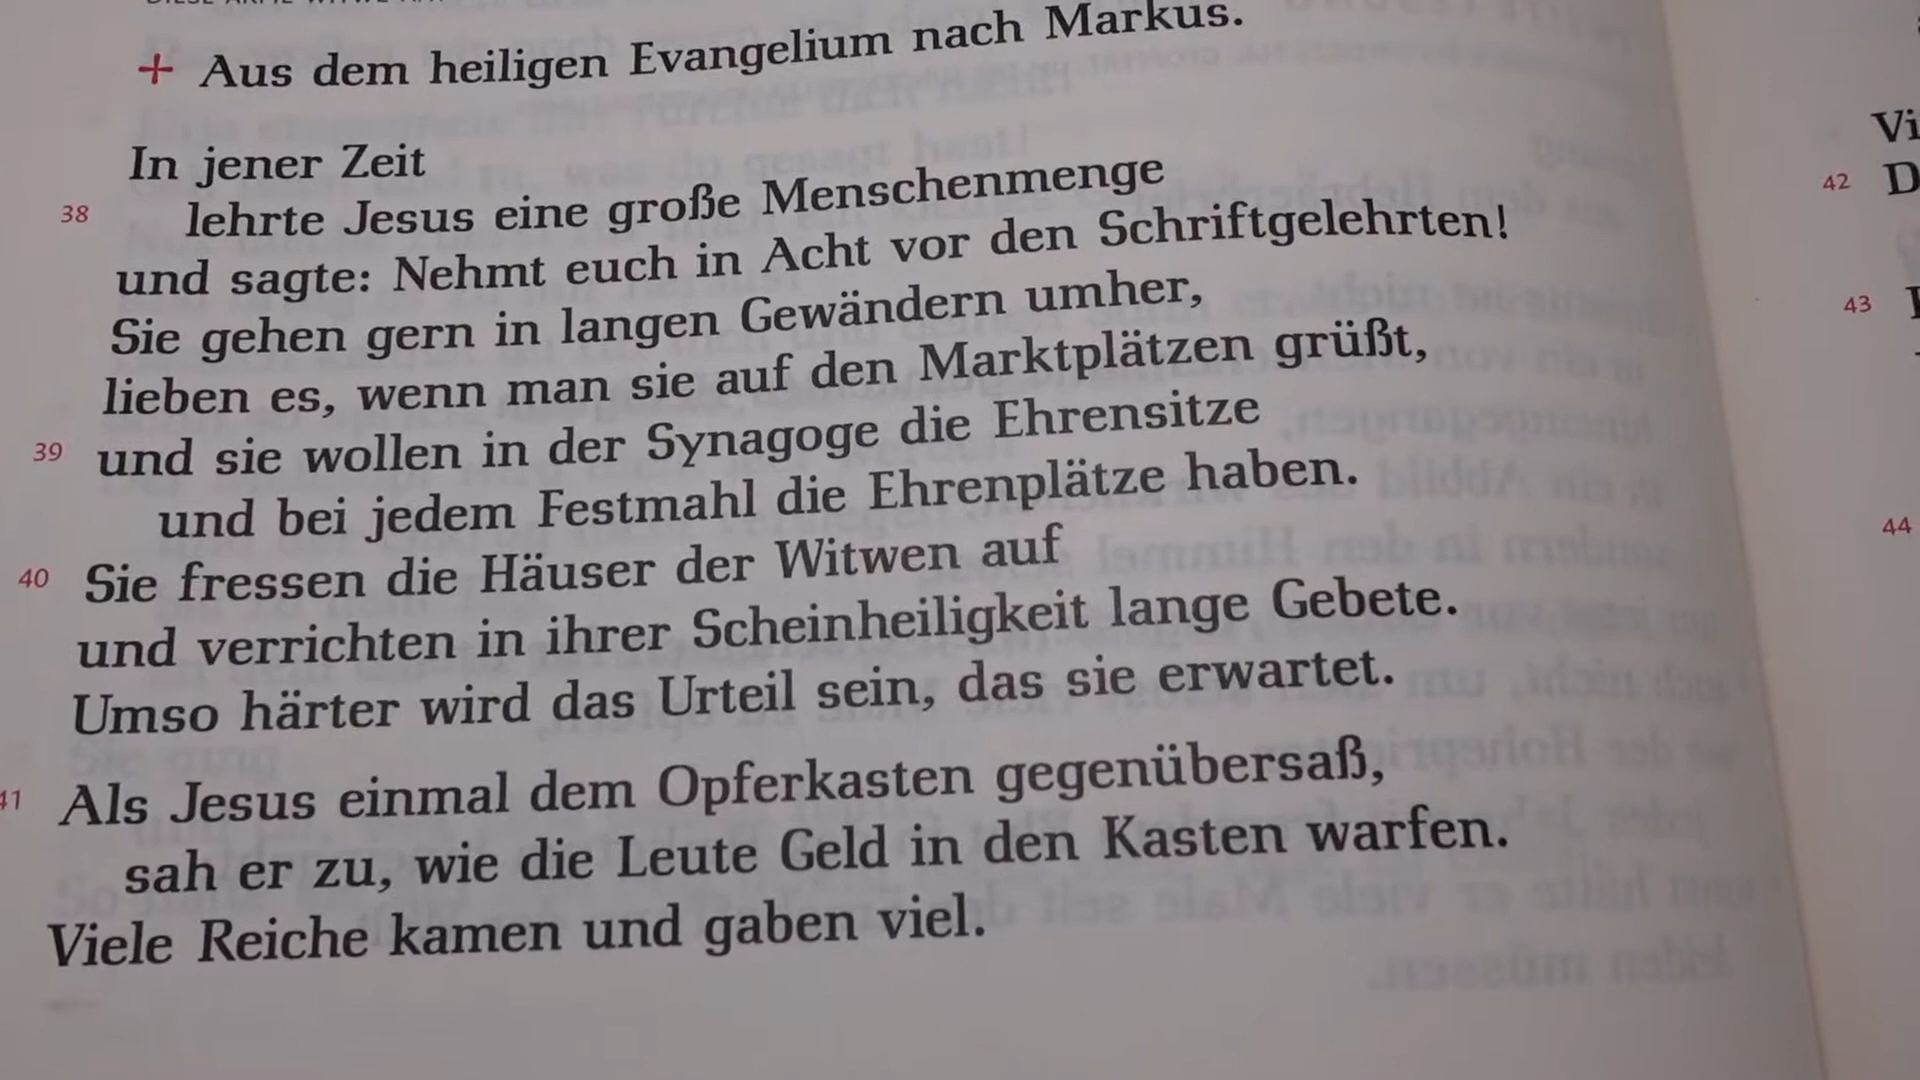 + Aus dem heiligen Evangelium nach Markus.
In jener Zeit
38 lehrte Jesus eine große Menschenmenge
und sagte: Nehmt euch in Acht vor den Schriftgelehrten!
Sie gehen gern in langen Gewändern umher,
lieben es, wenn man sie auf den Marktplätzen grüßt,
39 und sie wollen in der Synagoge die Ehrensitze
und bei jedem Festmahl die Ehrenplätze haben.
40 Sie fressen die Häuser der Witwen auf
und verrichten in ihrer Scheinheiligkeit lange Gebete.
Umso härter wird das Urteil sein, das sie erwartet.
41 Als Jesus einmal dem Opferkasten gegenübersaß,
sah er zu, wie die Leute Geld in den Kasten warfen.
Viele Reiche kamen und gaben viel.
Vi
42 D
43
44